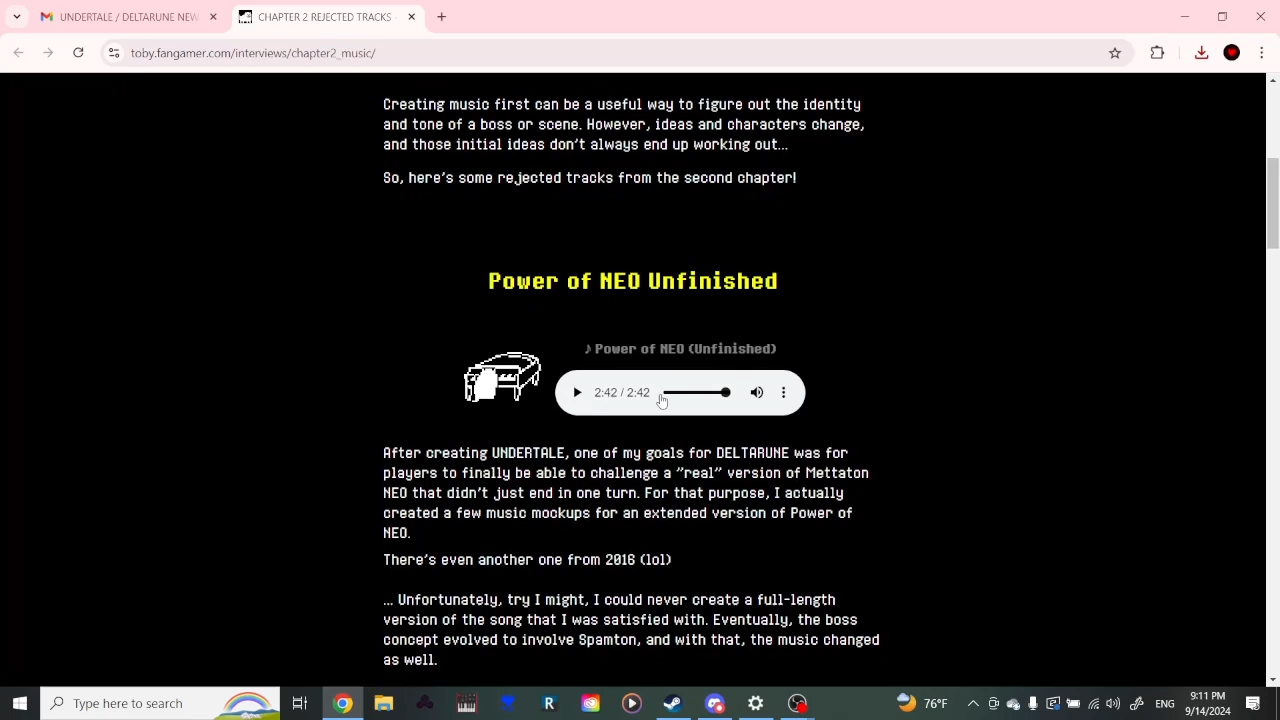 UNDERTALE / DELTARUNE NEW
CHAPTER 2 REJECTED TRACKS -
toby.fangamer.com/interviews/chapter2_music/
Creating music first can be a useful way to figure out the identity
and tone of a boss or scene. However, ideas and characters change,
and those initial ideas don't always end up working out...
So, here's some rejected tracks from the second chapter!
Power of NEO Unfinished
♪ Power of NEO (Unfinished)
2:42 / 2:42
After creating UNDERTALE, one of my goals for DELTARUNE was for
players to finally be able to challenge a "real" version of Mettaton
NEO that didn't just end in one turn. For that purpose, I actually
created a few music mockups for an extended version of Power of
NEO.
There's even another one from 2016 (lol)
... Unfortunately, try I might, I could never create a full-length
version of the song that I was satisfied with. Eventually, the boss
concept evolved to involve Spamton, and with that, the music changed
as well.
Type here to search
R
76°F
ENG
9:11 PM
9/14/2024